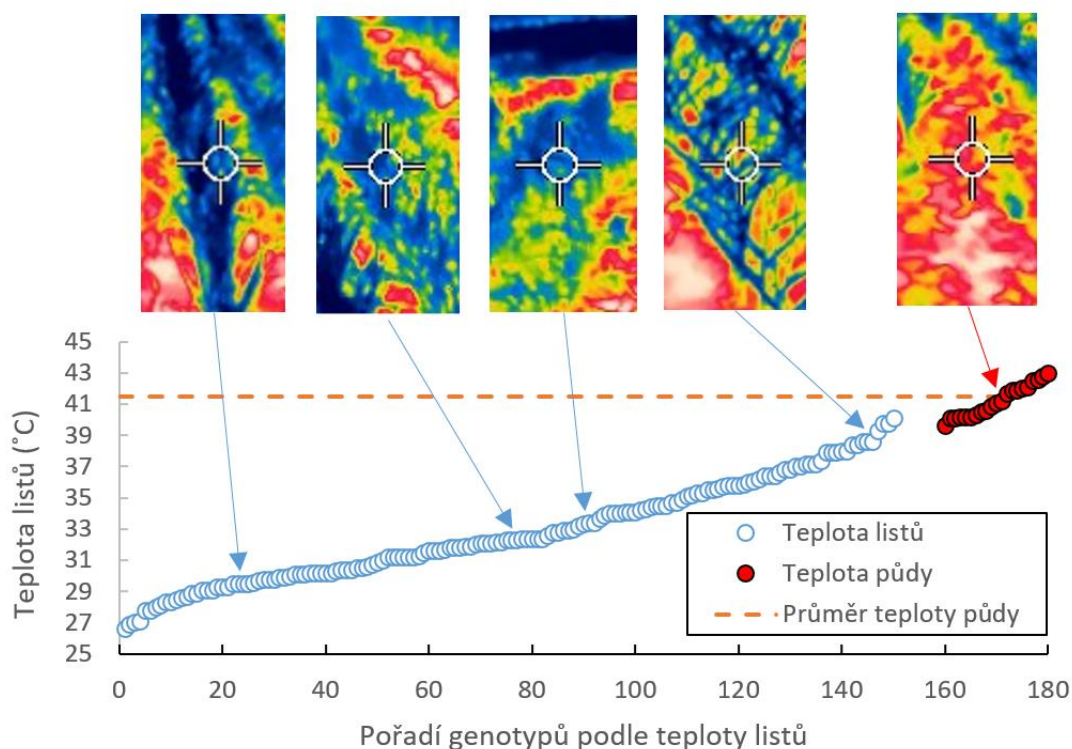 45
43
41
39
37
35
33
31
29
27
25
Teplota listů (˚C)
0 20 40 60 80 100 120 140 160 180
Pořadí genotypů podle teploty listů
Teplota listů
Teplota půdy
Průměr teploty půdy